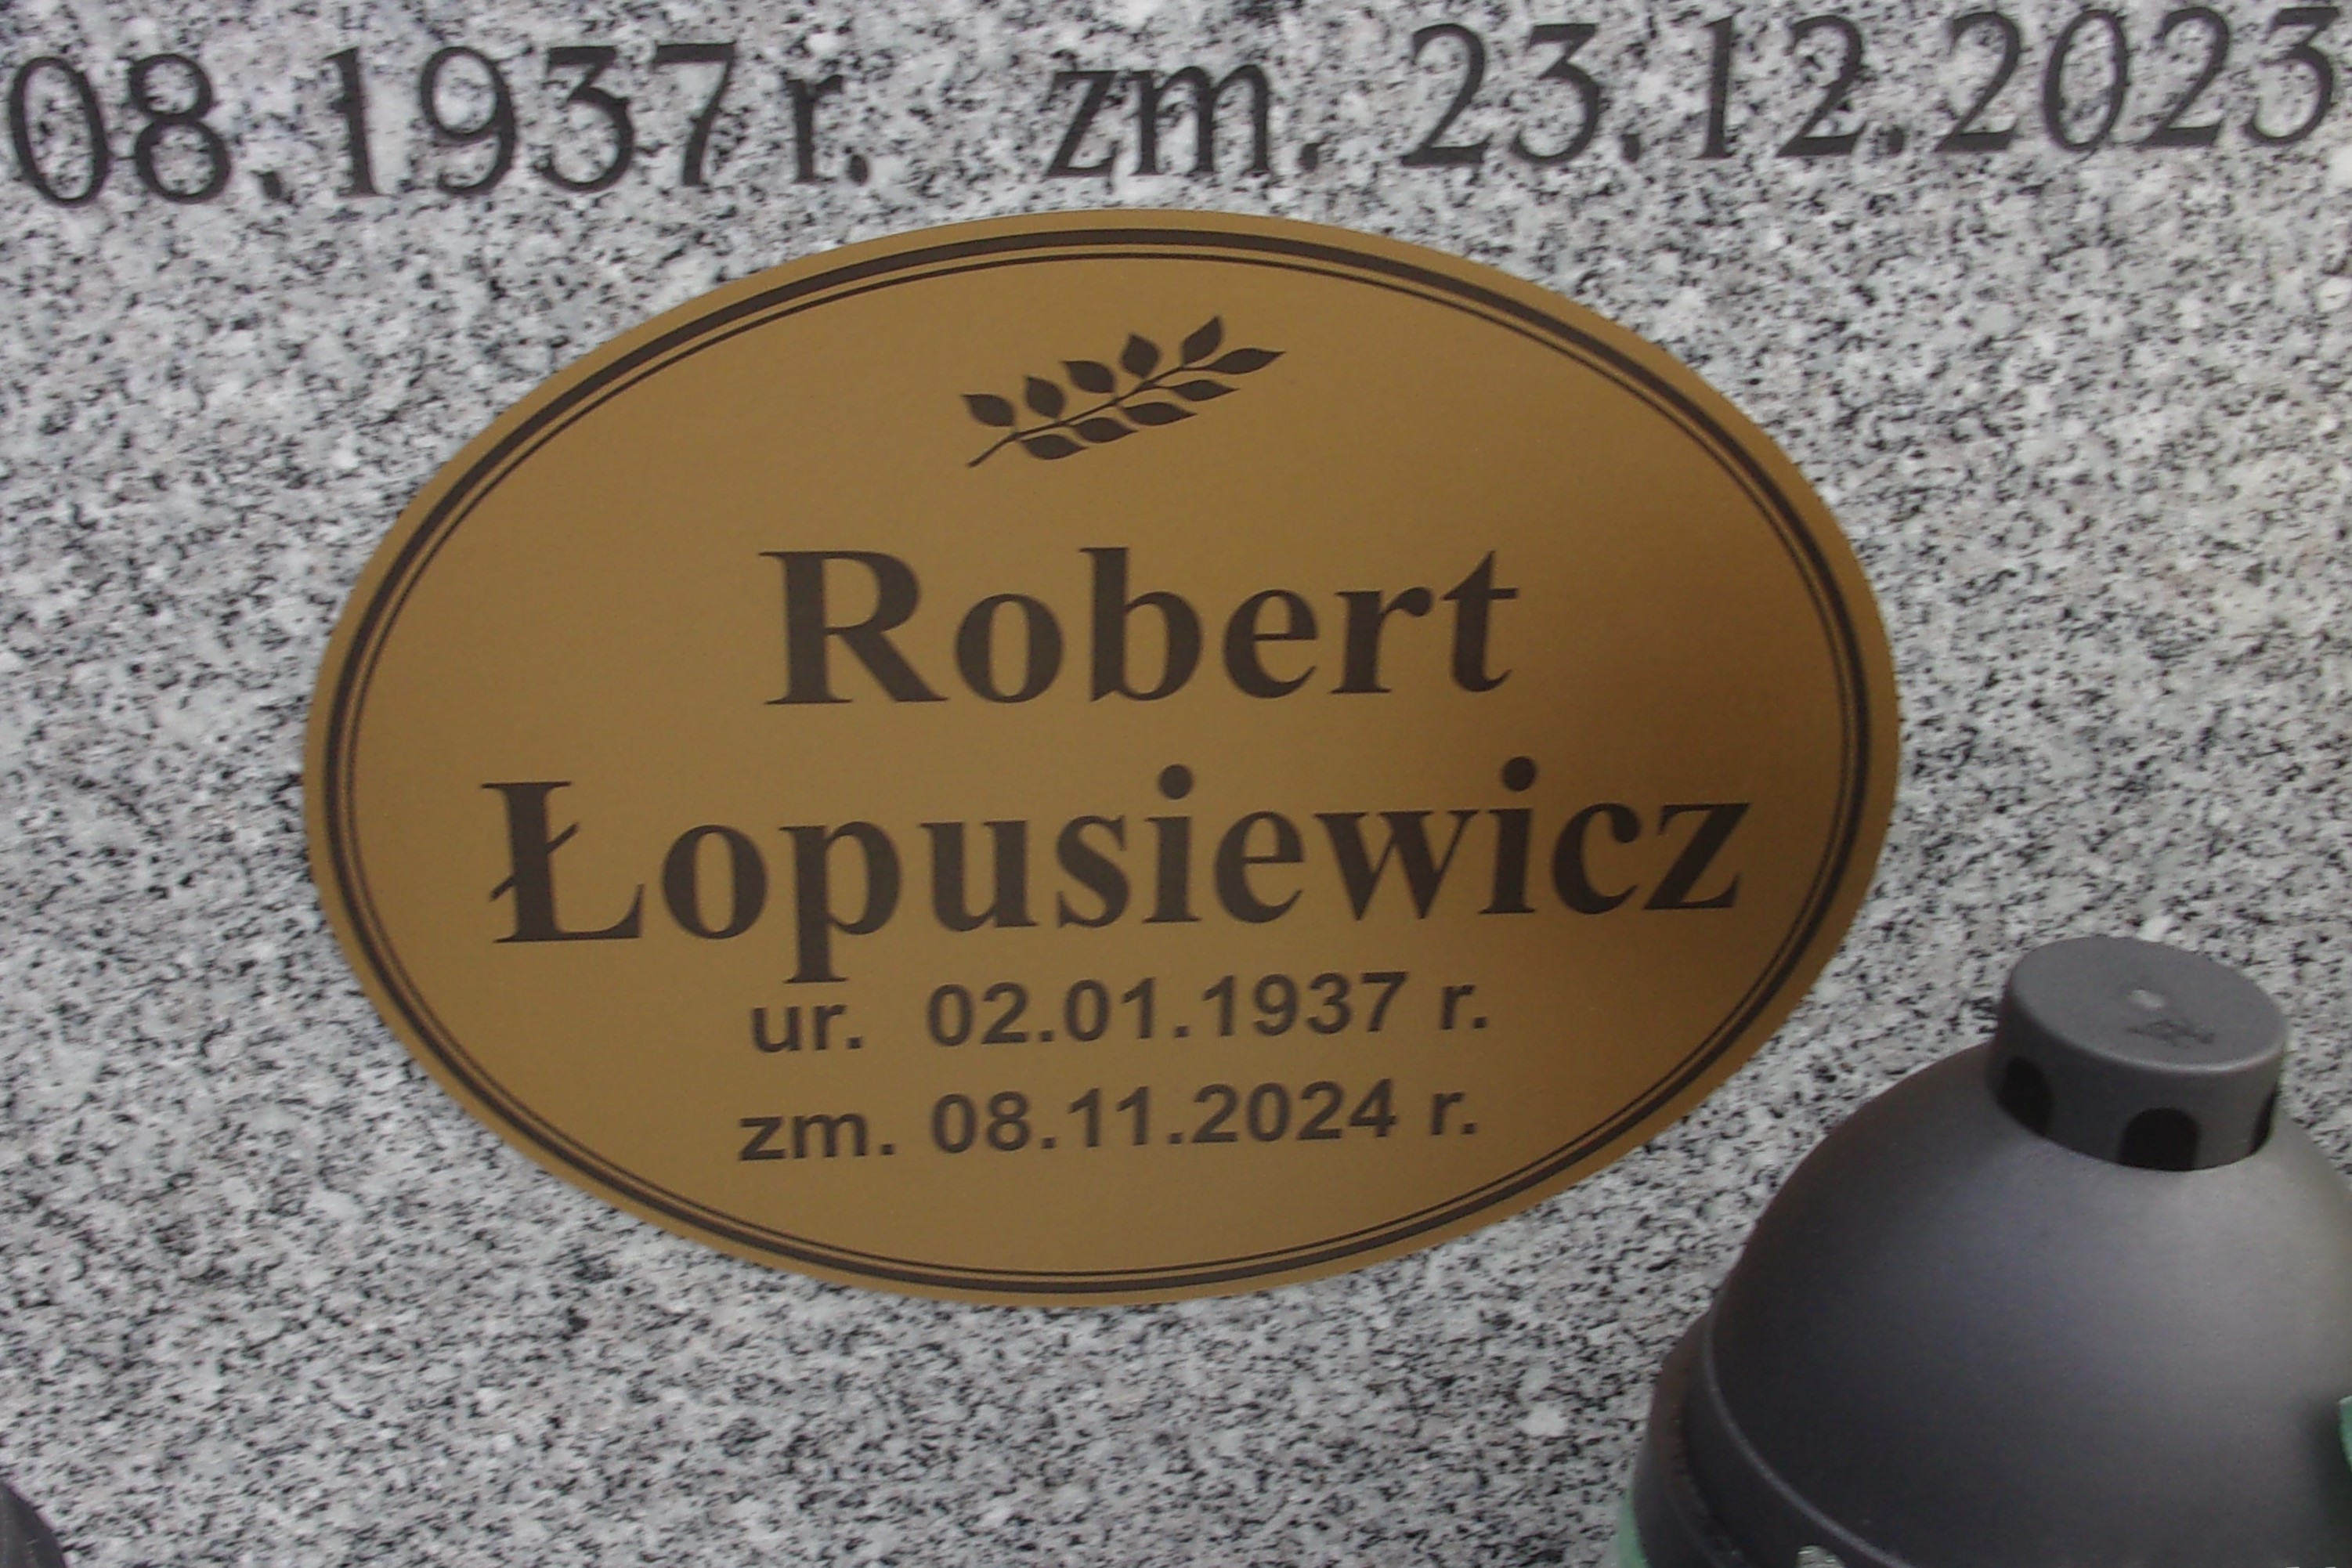 08.1937 r. zm. 23.12.2023
Robert
Łopusiewicz
ur. 02.01.1937 r.
zm. 08.11.2024 r.